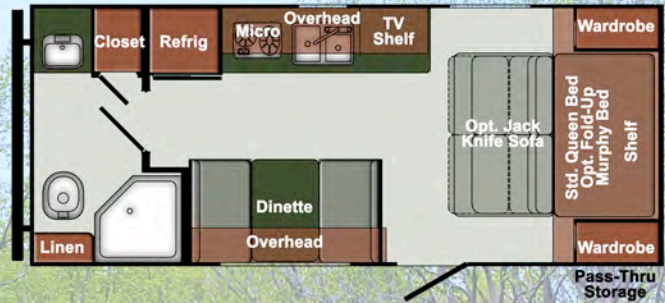 Closet
Refrig
Micro
Overhead
TV
Shelf
Wardrobe
Opt. Jack
Knife Sofa
Std. Queen Bed
Opt. Fold-Up
Murphy Bed
Shelf
Dinette
Overhead
Linen
Wardrobe
Pass-Thru
Storage